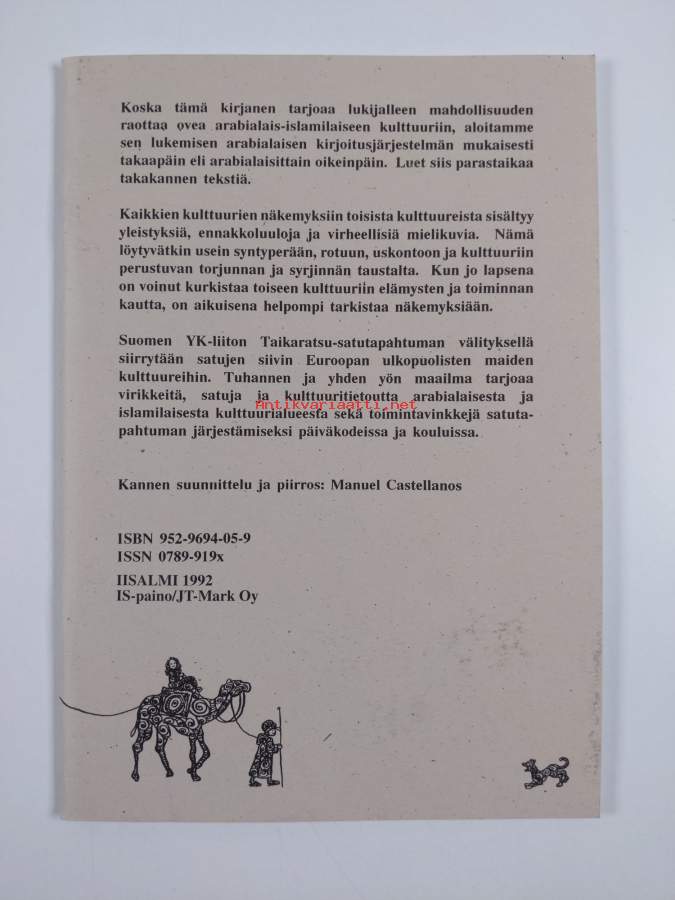 Koska tämä kirjanen tarjoaa lukijalleen mahdollisuuden
raottaa ovea arabialais-islamilaiseen kulttuuriin, aloitamme
sen lukemisen arabialaisen kirjoitusjärjestelmän mukaisesti
takaapäin eli arabialaisittain oikeinpäin. Luet siis parastaikaa
takakannen tekstiä.
Kaikkien kulttuurien näkemyksiin toisista kulttuureista sisältyy
yleistyksiä, ennakkoluuloja ja virheellisiä mielikuvia. Nämä
löytyvätkin usein syntyperään, rotuun, uskontoon ja kulttuuriin
perustuvan torjunnan ja syrjinnän taustalta. Kun jo lapsena
on voinut kurkistaa toiseen kulttuuriin elämysten ja toiminnan
kautta, on aikuisena helpompi tarkistaa näkemyksiään.
Suomen YK-liiton Taikaratsu-satutapahtuman välityksellä
siirrytään satujen siivin Euroopan ulkopuolisten maiden
kulttuureihin. Tuhannen ja yhden yön maailma tarjoaa
virikkeitä, satuja ja kulttuuritietoutta arabialaisesta ja
islamilaisesta kulttuurialueesta sekä toimintavinkkejä satuta-
pahtuman järjestämiseksi päiväkodeissa ja kouluissa.
antikvariaatti.net
Kannen suunnittelu ja piirros: Manuel Castellanos
ISBN 952-9694-05-9
ISSN 0789-919x
IISALMI 1992
IS-paino/JT-Mark Oy